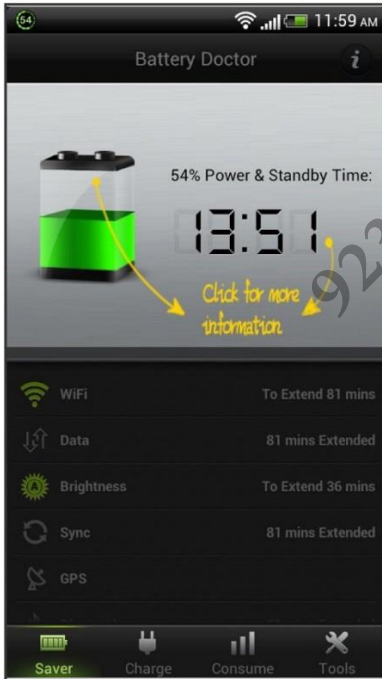 54 11:59 AM
Battery Doctor i
54% Power & Standby Time:
13:51
Click for more
information
923
WiFi To Extend 81 mins
Data 81 mins Extended
A Brightness To Extend 36 mins
Sync 81 mins Extended
GPS
Saver Charge Consume Tools